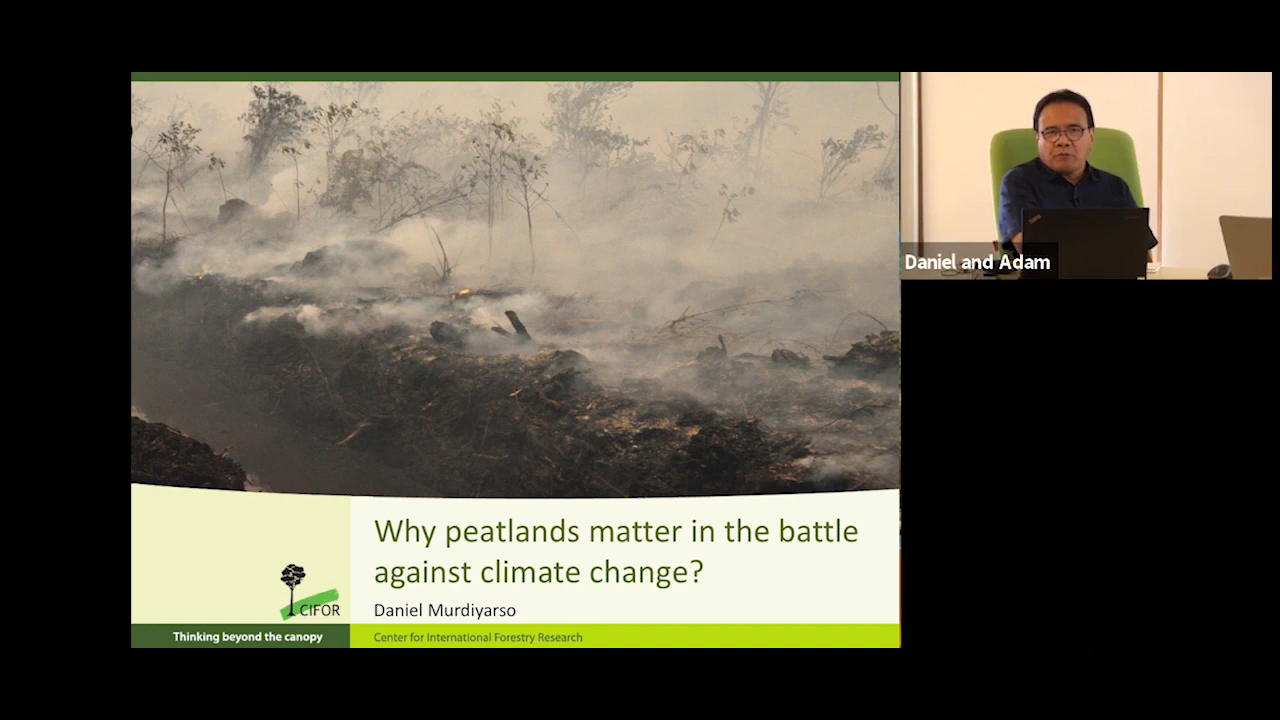 Daniel and Adam
Why peatlands matter in the battle
against climate change?
CIFOR
Daniel Murdiyarso
Thinking beyond the canopy
Center for International Forestry Research